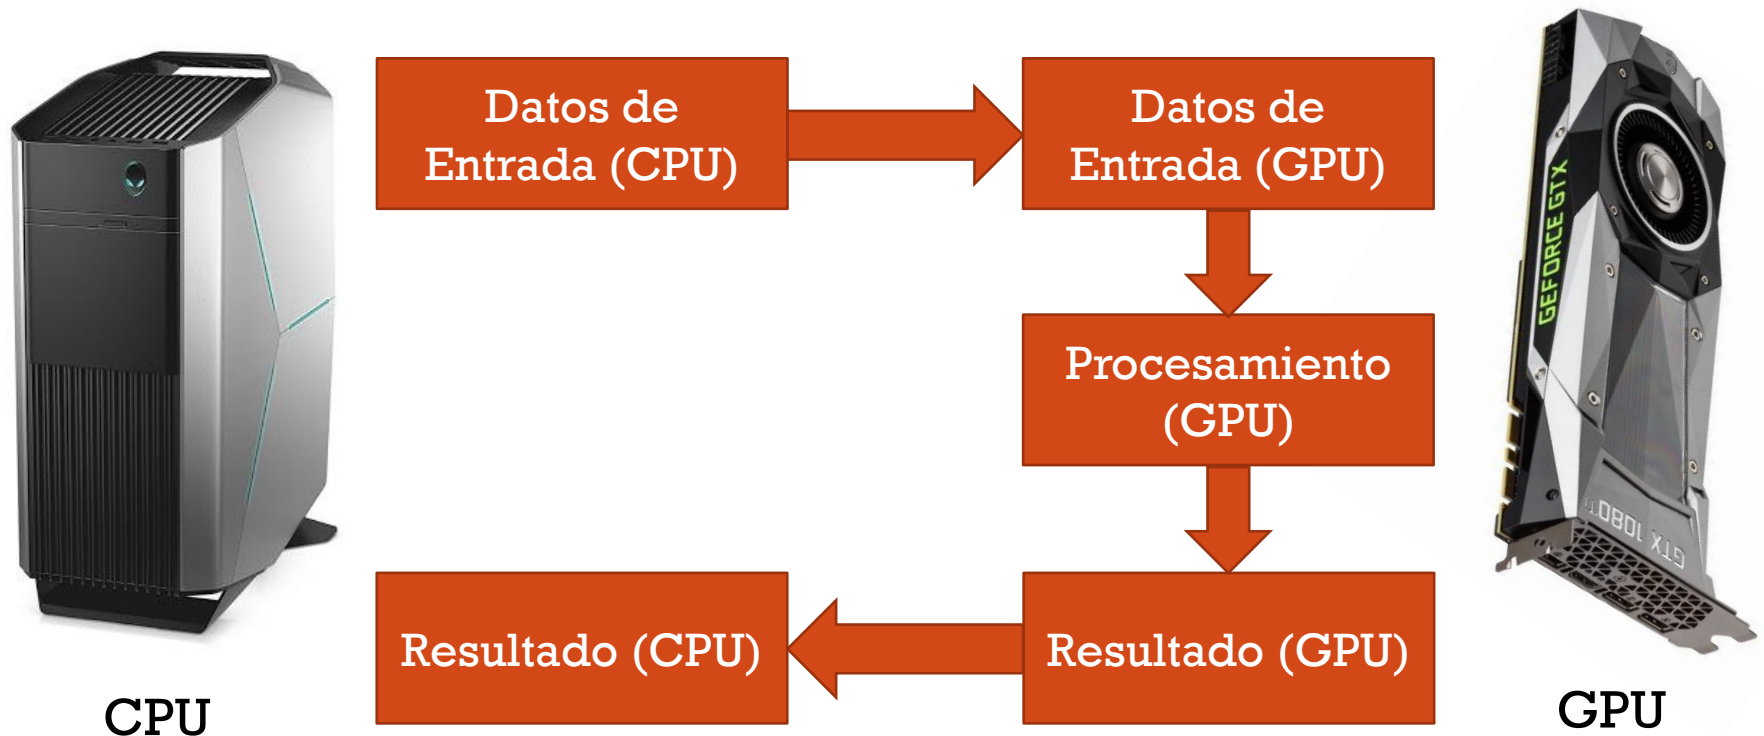 Datos de
Entrada (CPU)
Datos de
Entrada (GPU)
GEFORCE GTX
Procesamiento
(GPU)
GTX 1080 Ti
Resultado (CPU)
Resultado (GPU)
CPU
GPU